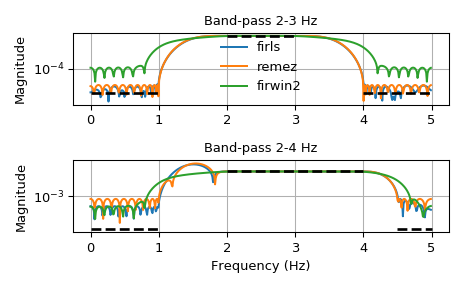 Band-pass 2-3 Hz
Magnitude
10⁻⁴
firls
remez
firwin2
0 1 2 3 4 5
Band-pass 2-4 Hz
Magnitude
10⁻³
0 1 2 3 4 5
Frequency (Hz)